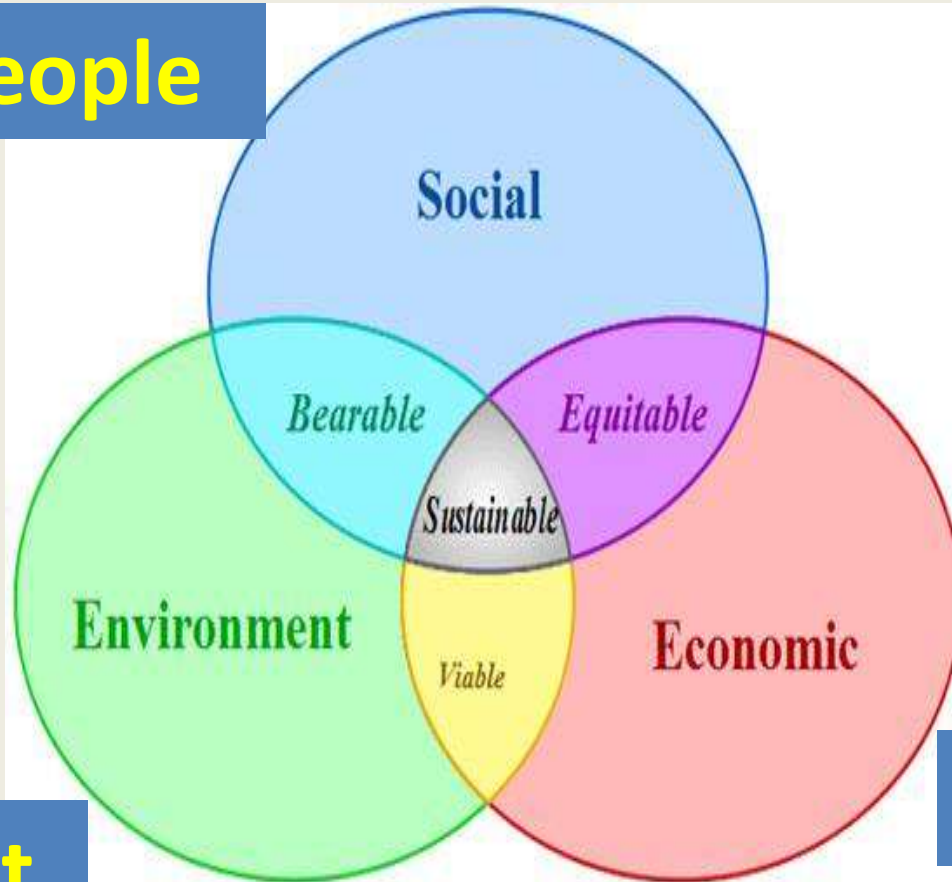 eople
Social
Bearable
Equitable
Sustainable
Environment
Economic
Viable
t